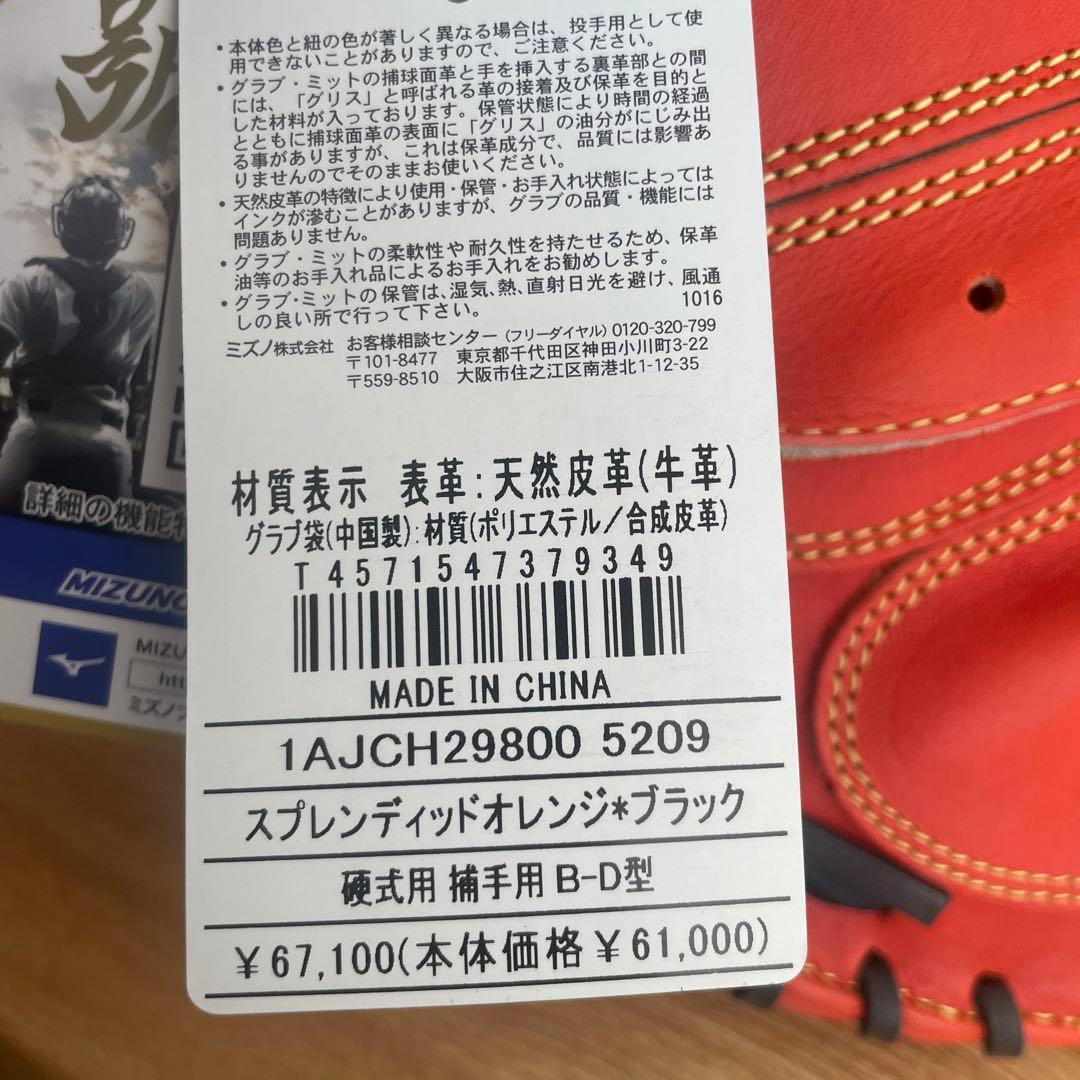 ・本体色と紐の色が著しく異なる場合は、投手用として使
用できないことがありますので、ご注意ください。
・グラブ・ミットの捕球面革と手を挿入する裏革部との間
には、「グリス」と呼ばれる革の接着及び保革を目的と
した材料が入っております。保管状態により時間の経過
とともに捕球面革の表面に「グリス」の油分がにじみ出
る事がありますが、これは保革成分で、品質には影響あ
りませんのでそのままお使いください。
・天然皮革の特徴により使用・保管・お手入れ状態によっては
インクが滲むことがありますが、グラブの品質・機能には
問題ありません。
・グラブ・ミットの柔軟性や耐久性を持たせるため、保革
油等のお手入れ品によるお手入れをお勧めします。
・グラブ・ミットの保管は、湿気、熱、直射日光を避け、風通
しの良い所で行って下さい。 1016
ミズノ株式会社 お客様相談センター (フリーダイヤル) 0120-320-799
〒101-8477 東京都千代田区神田小川町3-22
〒559-8510 大阪市住之江区南港北1-12-35
材質表示 表革:天然皮革(牛革)
グラブ袋(中国製):材質(ポリエステル/合成皮革)
T 4571547379349
MADE IN CHINA
1AJCH29800 5209
スプレンディッドオレンジ*ブラック
硬式用 捕手用 B-D型
¥67,100(本体価格¥61,000)
詳細の機能
MIZUNO
MIZU
htt
ミズノ